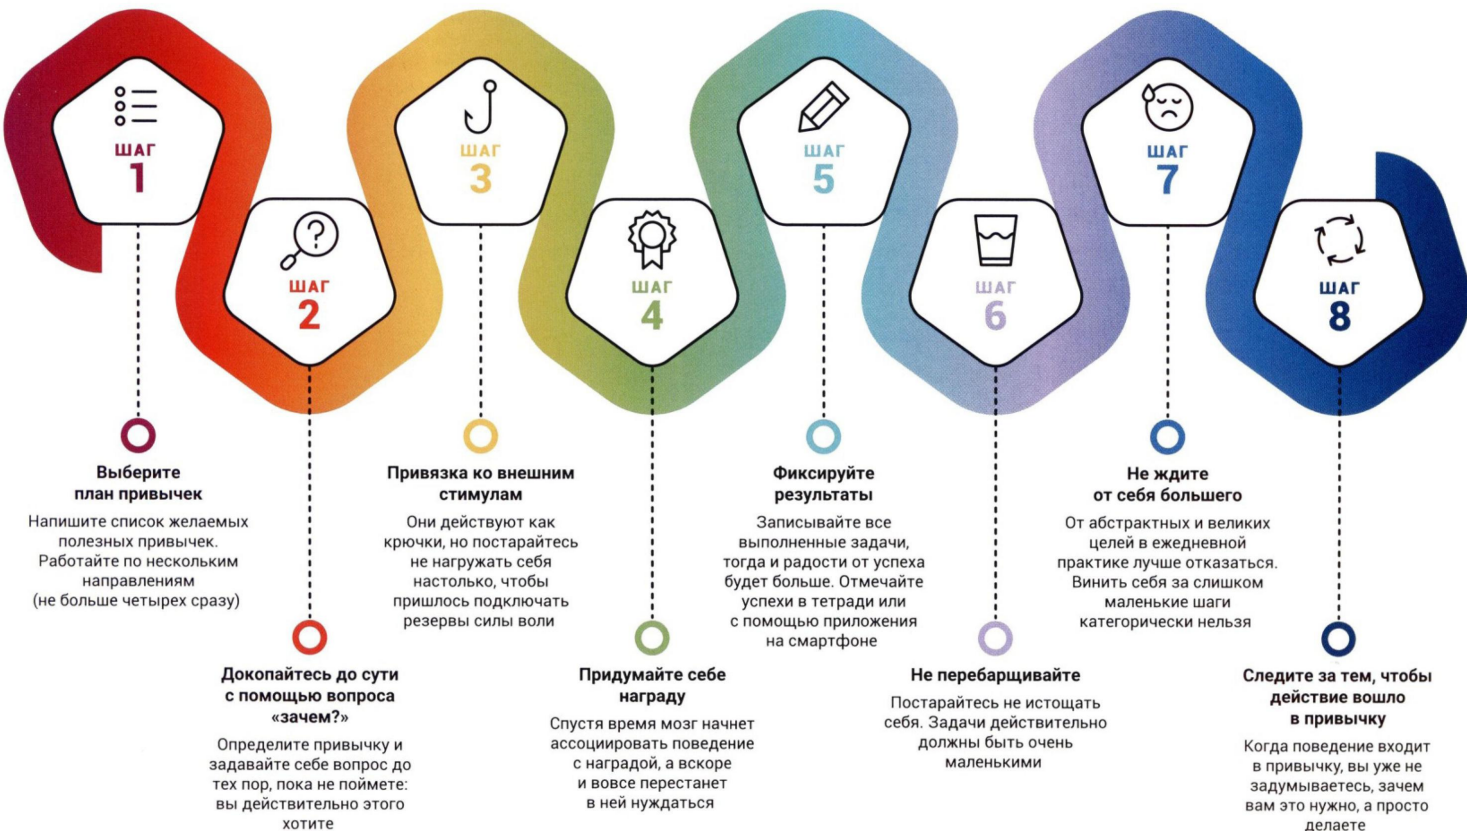 ШАГ
1
Выберите
план привычек
Напишите список желаемых
полезных привычек.
Работайте по нескольким
направлениям
(не больше четырех сразу)
?
ШАГ
2
Докопайтесь до сути
с помощью вопроса
«зачем?»
Определите привычку и
задавайте себе вопрос до
тех пор, пока не поймете:
вы действительно этого
хотите
ШАГ
3
Привязка ко внешним
стимулам
Они действуют как
крючки, но постарайтесь
не нагружать себя
настолько, чтобы
пришлось подключать
резервы силы воли
ШАГ
4
Придумайте себе
награду
Спустя время мозг начнет
ассоциировать поведение
с наградой, а вскоре
и вовсе перестанет
в ней нуждаться
ШАГ
5
Фиксируйте
результаты
Записывайте все
выполненные задачи,
тогда и радости от успеха
будет больше. Отмечайте
успехи в тетради или
с помощью приложения
на смартфоне
ШАГ
6
Не перебарщивайте
Постарайтесь не истощать
себя. Задачи действительно
должны быть очень
маленькими
ШАГ
7
Не ждите
от себя большего
От абстрактных и великих
целей в ежедневной
практике лучше отказаться.
Винить себя за слишком
маленькие шаги
категорически нельзя
ШАГ
8
Следите за тем, чтобы
действие вошло
в привычку
Когда поведение входит
в привычку, вы уже не
задумываетесь, зачем
вам это нужно, а просто
делаете